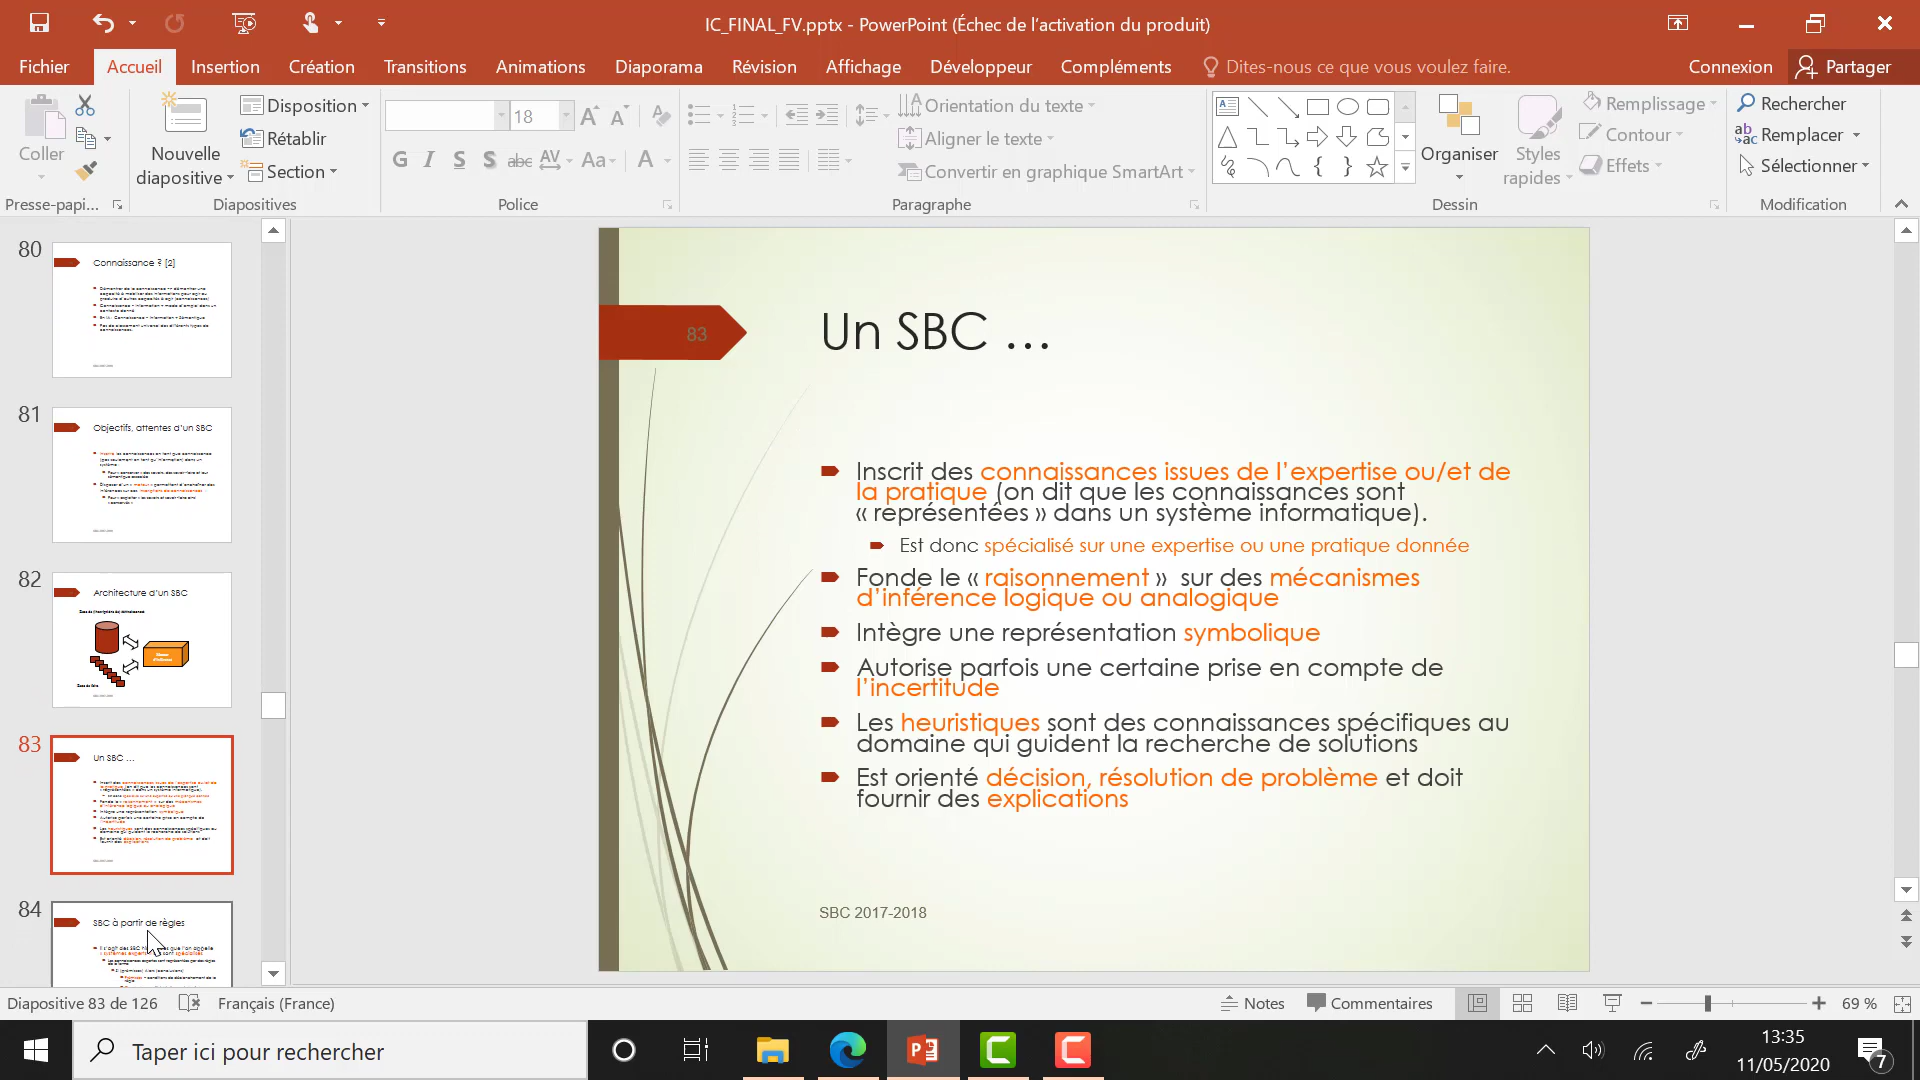 IC_FINAL_FV.pptx - PowerPoint (Échec de l'activation du produit)
Fichier Accueil Insertion Création Transitions Animations Diaporama Révision Affichage Développeur Compléments Dites-nous ce que vous voulez faire. Connexion Partager
Coller
Presse-papi...
Nouvelle
diapositive
Disposition
Rétablir
Section
Diapositives
18
G I S S abc AV Aa A
Police
Orientation du texte
Aligner le texte
Convertir en graphique SmartArt
Paragraphe
Organiser
Styles
rapides
Remplissage
Contour
Effets
Dessin
Rechercher
Remplacer
Sélectionner
Modification
80
Connaissance ? [2]
81
Objectifs, attentes d'un SBC
82
Architecture d'un SBC
83
Un SBC ...
84
SBC à partir de règles
83
Un SBC …
Inscrit des connaissances issues de l'expertise ou/et de
la pratique (on dit que les connaissances sont
« représentées » dans un système informatique).
Est donc spécialisé sur une expertise ou une pratique donnée
Fonde le « raisonnement » sur des mécanismes
d'inférence logique ou analogique
Intègre une représentation symbolique
Autorise parfois une certaine prise en compte de
l'incertitude
Les heuristiques sont des connaissances spécifiques au
domaine qui guident la recherche de solutions
Est orienté décision, résolution de problème et doit
fournir des explications
SBC 2017-2018
Diapositive 83 de 126 Français (France) Notes Commentaires 69 %
Taper ici pour rechercher
13:35
11/05/2020
7